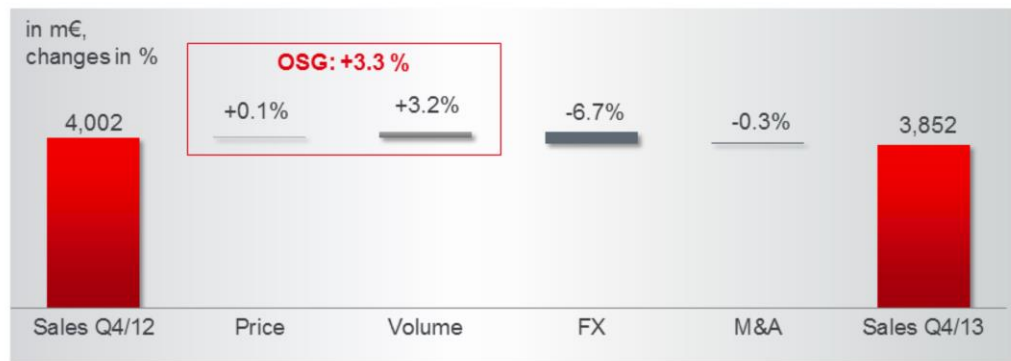 in m€,
changes in %
OSG: +3.3 %
4,002
+0.1%
+3.2%
-6.7%
-0.3%
3,852
Sales Q4/12
Price
Volume
FX
M&A
Sales Q4/13